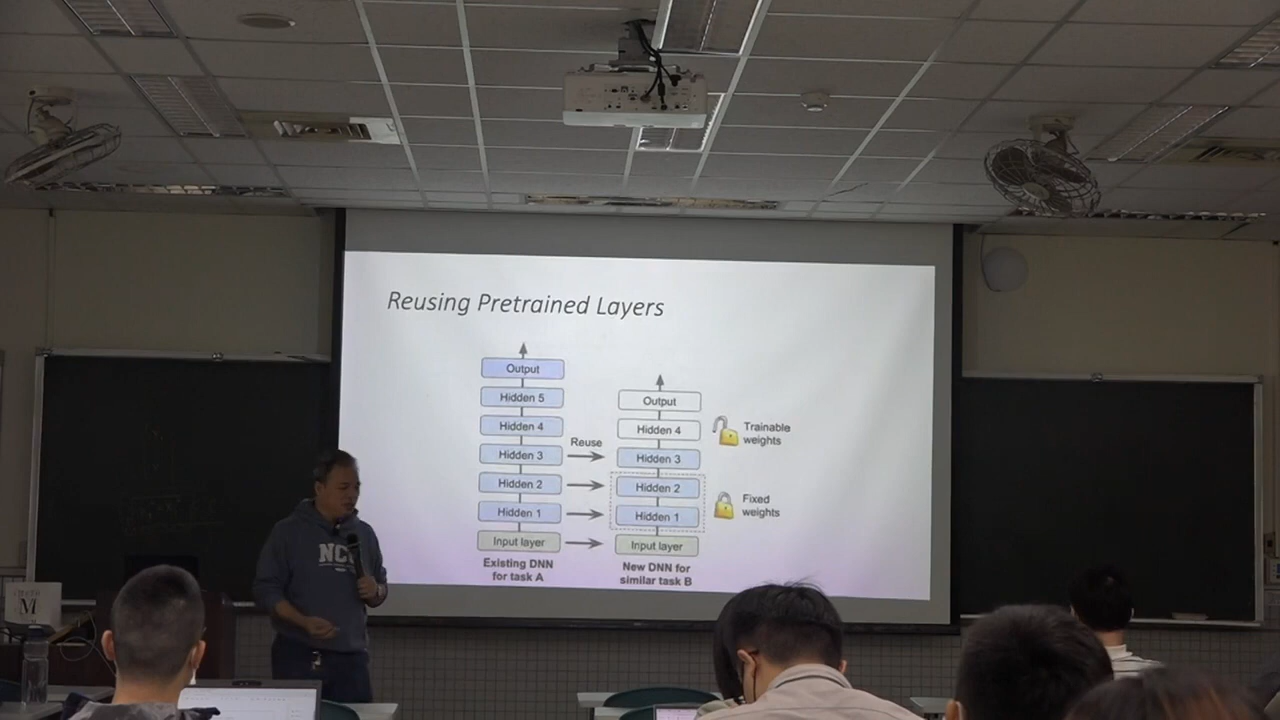 Reusing Pretrained Layers
Output
Hidden 5
Hidden 4
Hidden 3
Hidden 2
Hidden 1
Input layer
Existing DNN
for task A
Reuse
Output
Hidden 4
Hidden 3
Hidden 2
Hidden 1
Input layer
New DNN for
similar task B
Trainable
weights
Fixed
weights
NC
M